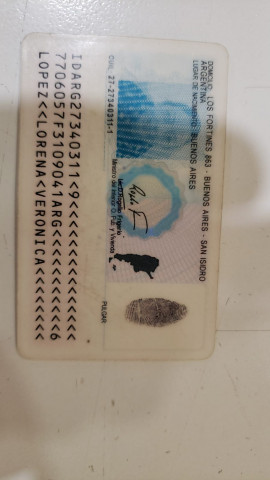 DOMICILIO: LOS FORTINES 863 - BUENOS AIRES - SAN ISIDRO
ARGENTINA
LUGAR DE NACIMIENTO: BUENOS AIRES
CUIL: 27-27340311-1
Ministro del Interior O. Púb. y Vivienda
PULGAR
IDARG27340311<9<<<<<<<<<<<<<<<
7706057F3109041ARG<<<<<<<<<<<6
LOPEZ<<LORENA<VERONICA<<<<<<<<